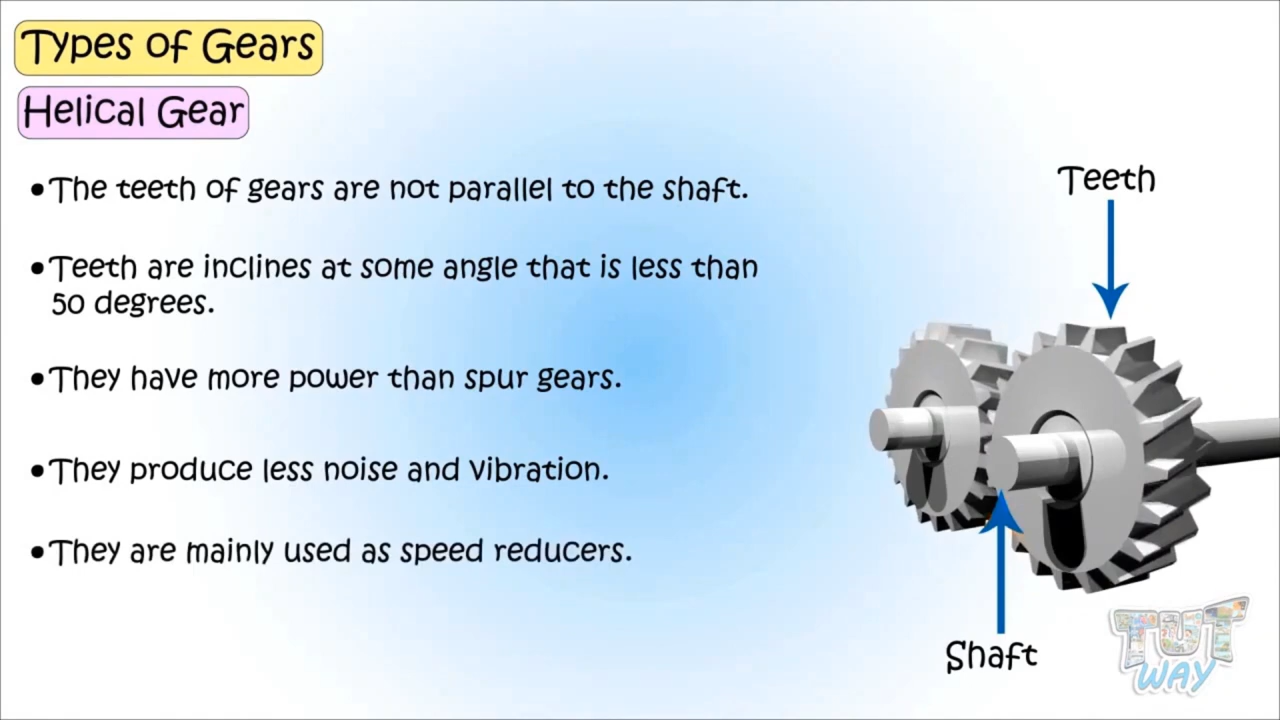 Types of Gears
Helical Gear
•The teeth of gears are not parallel to the shaft.
•Teeth are inclines at some angle that is less than
50 degrees.
•They have more power than spur gears.
•They produce less noise and vibration.
•They are mainly used as speed reducers.
Teeth
Shaft
TUT
WAY